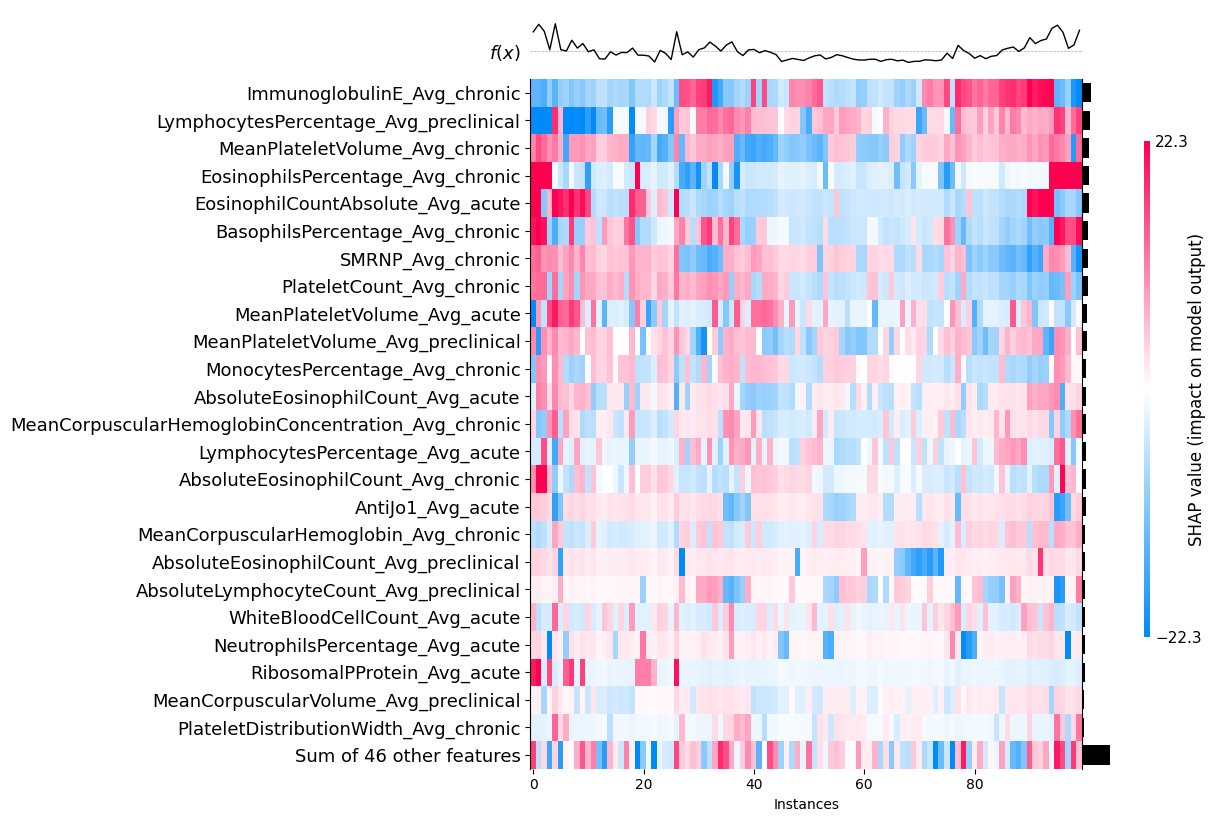 f(x)
ImmunoglobulinE_Avg_chronic
LymphocytesPercentage_Avg_preclinical
MeanPlateletVolume_Avg_chronic
EosinophilsPercentage_Avg_chronic
EosinophilCountAbsolute_Avg_acute
BasophilsPercentage_Avg_chronic
SMRNP_Avg_chronic
PlateletCount_Avg_chronic
MeanPlateletVolume_Avg_acute
MeanPlateletVolume_Avg_preclinical
MonocytesPercentage_Avg_chronic
AbsoluteEosinophilCount_Avg_acute
MeanCorpuscularHemoglobinConcentration_Avg_chronic
LymphocytesPercentage_Avg_acute
AbsoluteEosinophilCount_Avg_chronic
AntiJo1_Avg_acute
MeanCorpuscularHemoglobin_Avg_chronic
AbsoluteEosinophilCount_Avg_preclinical
AbsoluteLymphocyteCount_Avg_preclinical
WhiteBloodCellCount_Avg_acute
NeutrophilsPercentage_Avg_acute
RibosomalPProtein_Avg_acute
MeanCorpuscularVolume_Avg_preclinical
PlateletDistributionWidth_Avg_chronic
Sum of 46 other features
0 20 40 60 80
Instances
22.3
−22.3
SHAP value (impact on model output)